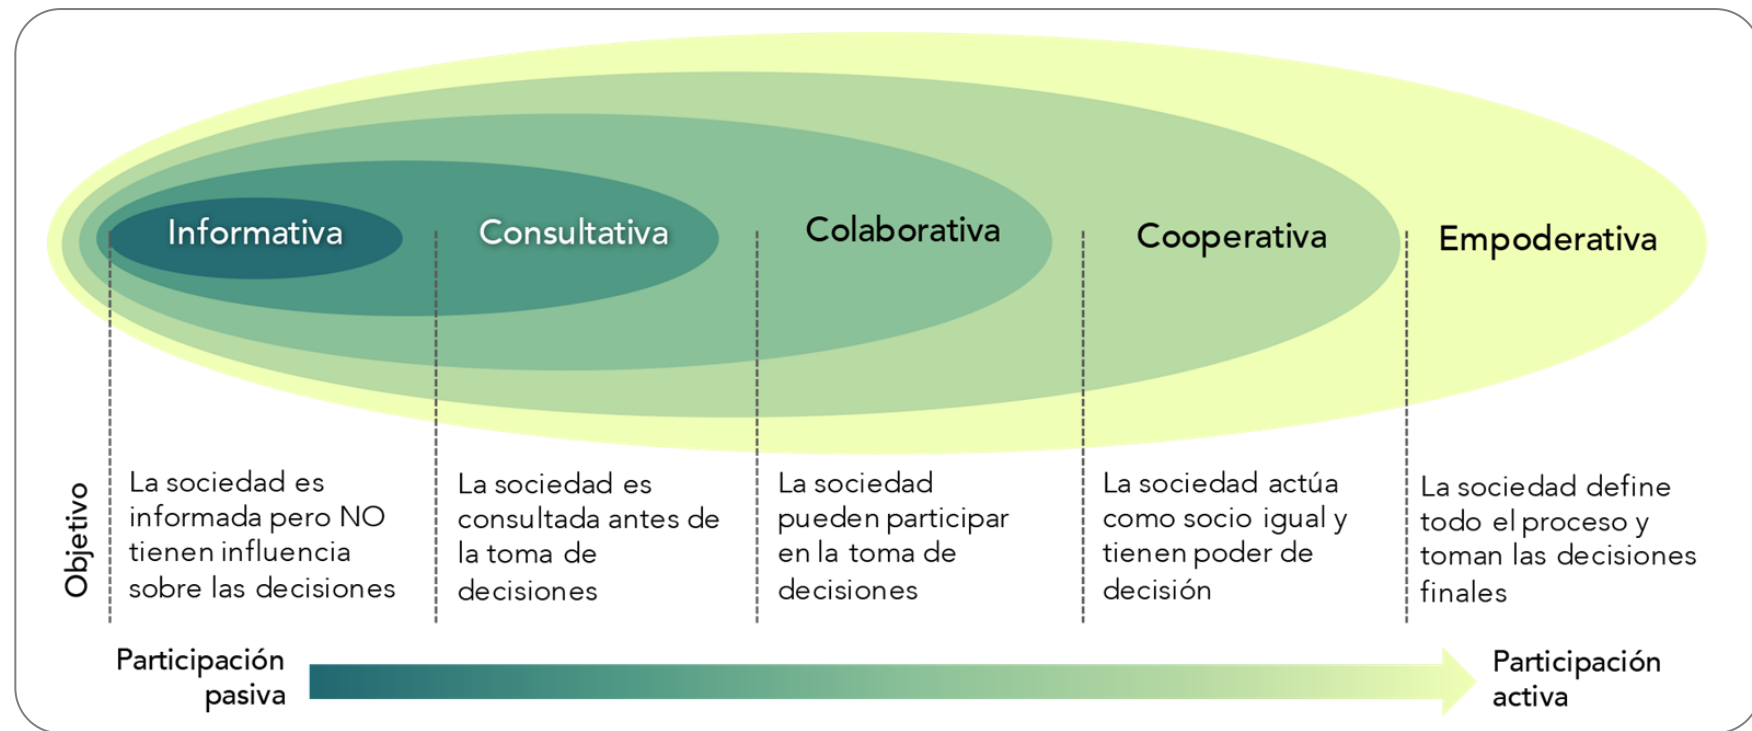 Informativa
Consultativa
Colaborativa
Cooperativa
Empoderativa
Objetivo
La sociedad es
informada pero NO
tienen influencia
sobre las decisiones
La sociedad es
consultada antes de
la toma de
decisiones
La sociedad
pueden participar
en la toma de
decisiones
La sociedad actúa
como socio igual y
tienen poder de
decisión
La sociedad define
todo el proceso y
toman las decisiones
finales
Participación
pasiva
Participación
activa